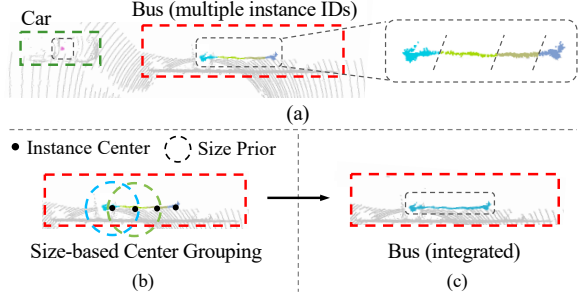 Car
Bus (multiple instance IDs)
(a)
Instance Center
Size Prior
Size-based Center Grouping
Bus (integrated)
(b)
(c)